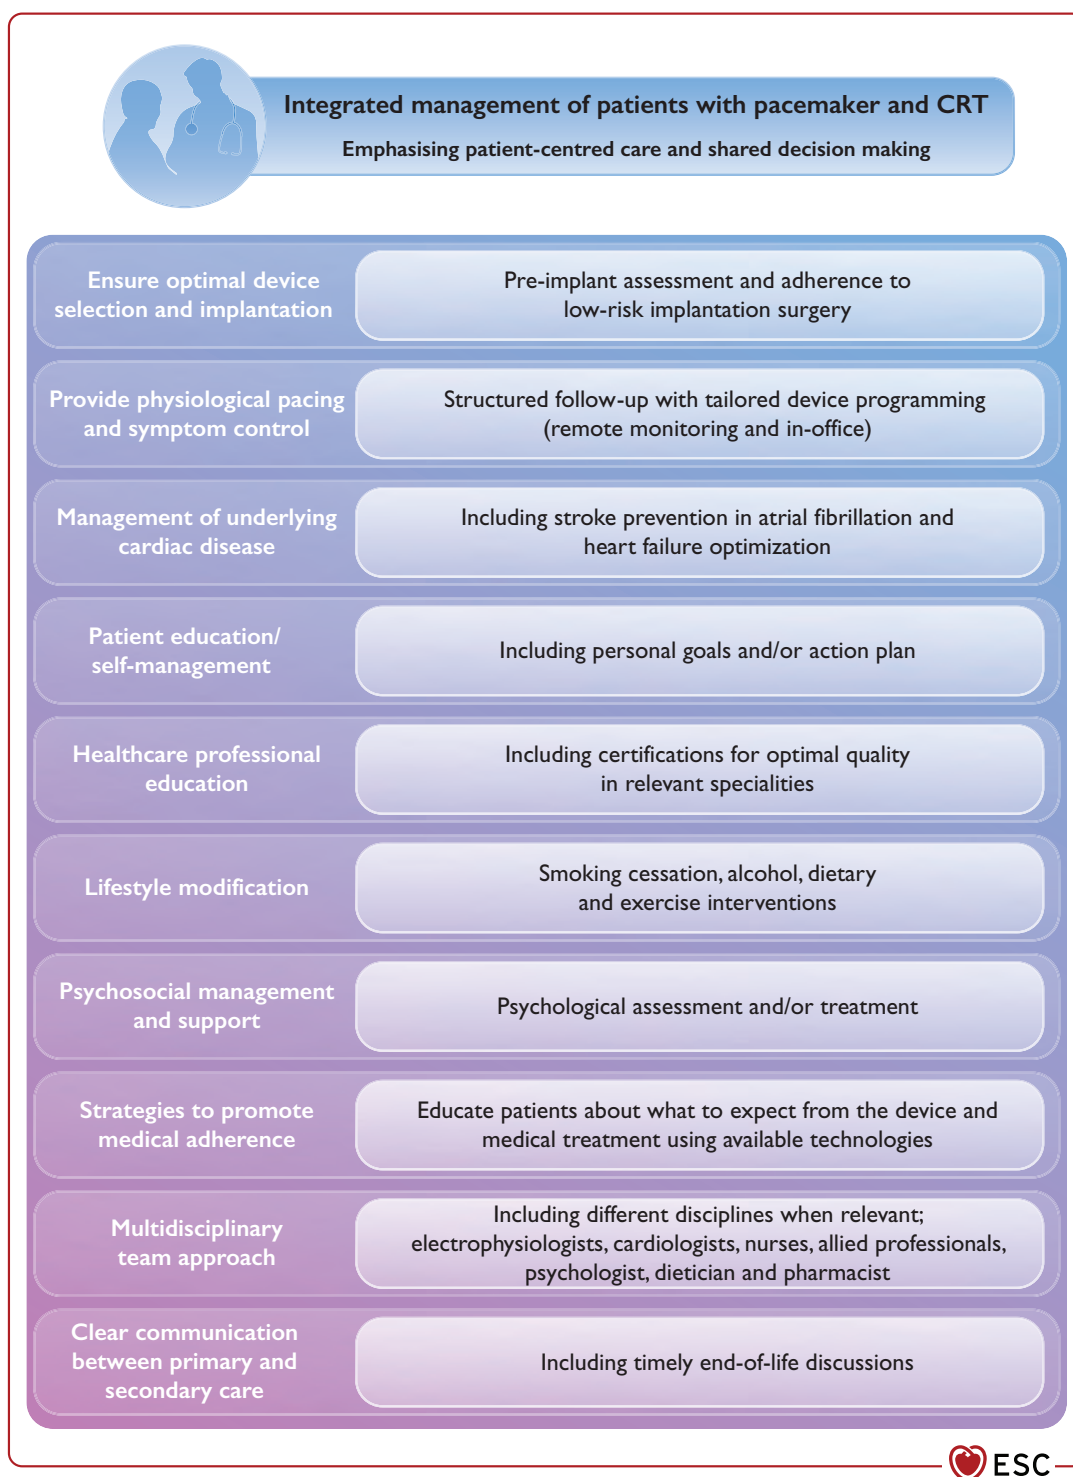 Integrated management of patients with pacemaker and CRT
Emphasising patient-centred care and shared decision making
Ensure optimal device
selection and implantation
Pre-implant assessment and adherence to
low-risk implantation surgery
Provide physiological pacing
and symptom control
Structured follow-up with tailored device programming
(remote monitoring and in-office)
Management of underlying
cardiac disease
Including stroke prevention in atrial fibrillation and
heart failure optimization
Patient education/
self-management
Including personal goals and/or action plan
Healthcare professional
education
Including certifications for optimal quality
in relevant specialities
Lifestyle modification
Smoking cessation, alcohol, dietary
and exercise interventions
Psychosocial management
and support
Psychological assessment and/or treatment
Strategies to promote
medical adherence
Educate patients about what to expect from the device and
medical treatment using available technologies
Multidisciplinary
team approach
Including different disciplines when relevant;
electrophysiologists, cardiologists, nurses, allied professionals,
psychologist, dietician and pharmacist
Clear communication
between primary and
secondary care
Including timely end-of-life discussions
ESC